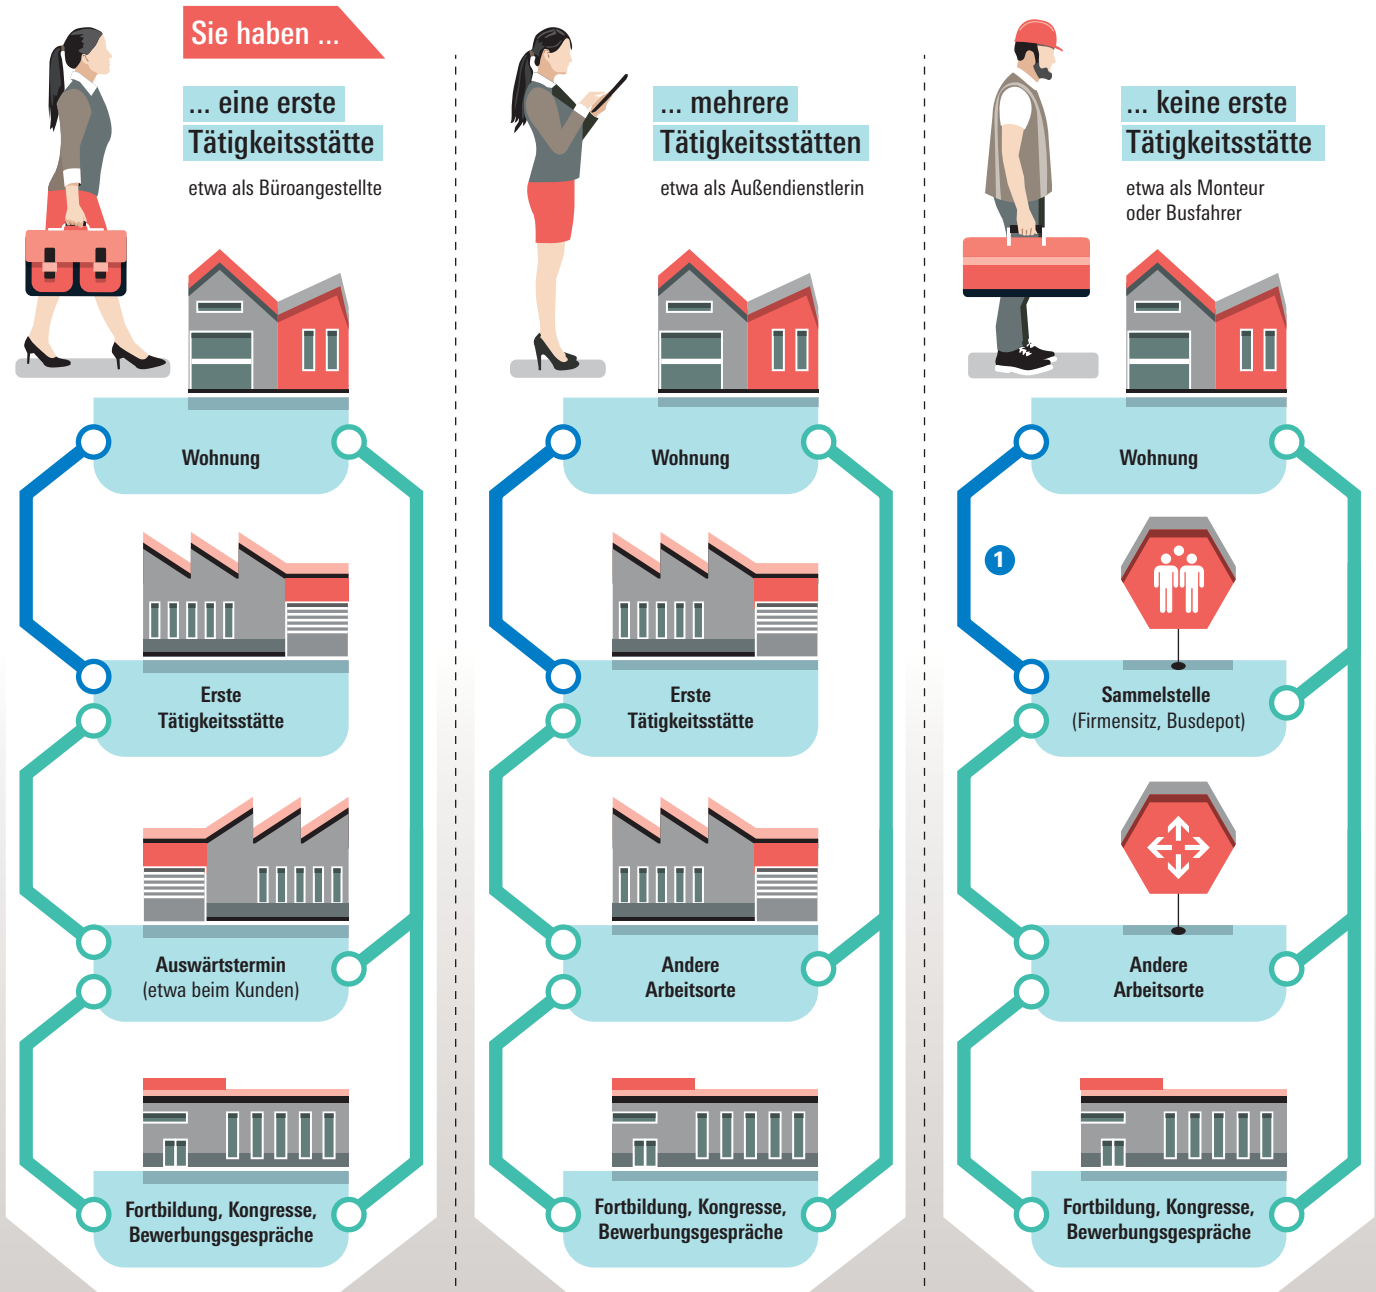 Sie haben ...
... eine erste
Tätigkeitsstätte
etwa als Büroangestellte
Wohnung
Erste
Tätigkeitsstätte
Auswärtstermin
(etwa beim Kunden)
Fortbildung, Kongresse,
Bewerbungsgespräche
... mehrere
Tätigkeitsstätten
etwa als Außendienstlerin
Wohnung
Erste
Tätigkeitsstätte
Andere
Arbeitsorte
Fortbildung, Kongresse,
Bewerbungsgespräche
... keine erste
Tätigkeitsstätte
etwa als Monteur
oder Busfahrer
Wohnung
1
Sammelstelle
(Firmensitz, Busdepot)
Andere
Arbeitsorte
Fortbildung, Kongresse,
Bewerbungsgespräche